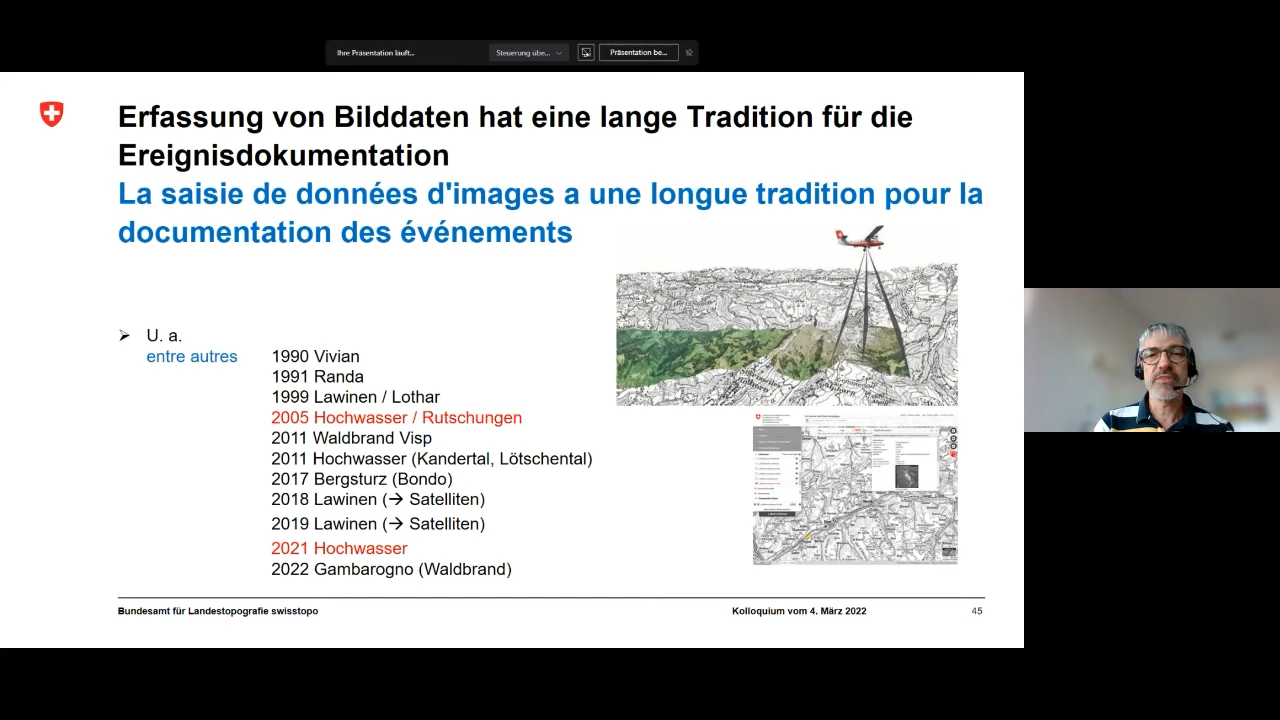 Ihre Präsentation läuft...
Steuerung übe...
Präsentation be...
Erfassung von Bilddaten hat eine lange Tradition für die
Ereignisdokumentation
La saisie de données d'images a une longue tradition pour la
documentation des événements
➢ U. a.
entre autres
1990 Vivian
1991 Randa
1999 Lawinen / Lothar
2005 Hochwasser / Rutschungen
2011 Waldbrand Visp
2011 Hochwasser (Kandertal, Lötschental)
2017 Bergsturz (Bondo)
2018 Lawinen (→ Satelliten)
2019 Lawinen (→ Satelliten)
2021 Hochwasser
2022 Gambarogno (Waldbrand)
Bundesamt für Landestopografie swisstopo
Kolloquium vom 4. März 2022
45